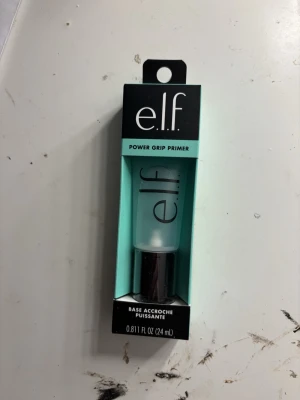 e.l.f.
POWER GRIP PRIMER
e.l.f.
BASE ACCROCHE
PUISSANTE
0.811 FL OZ (24 mL)